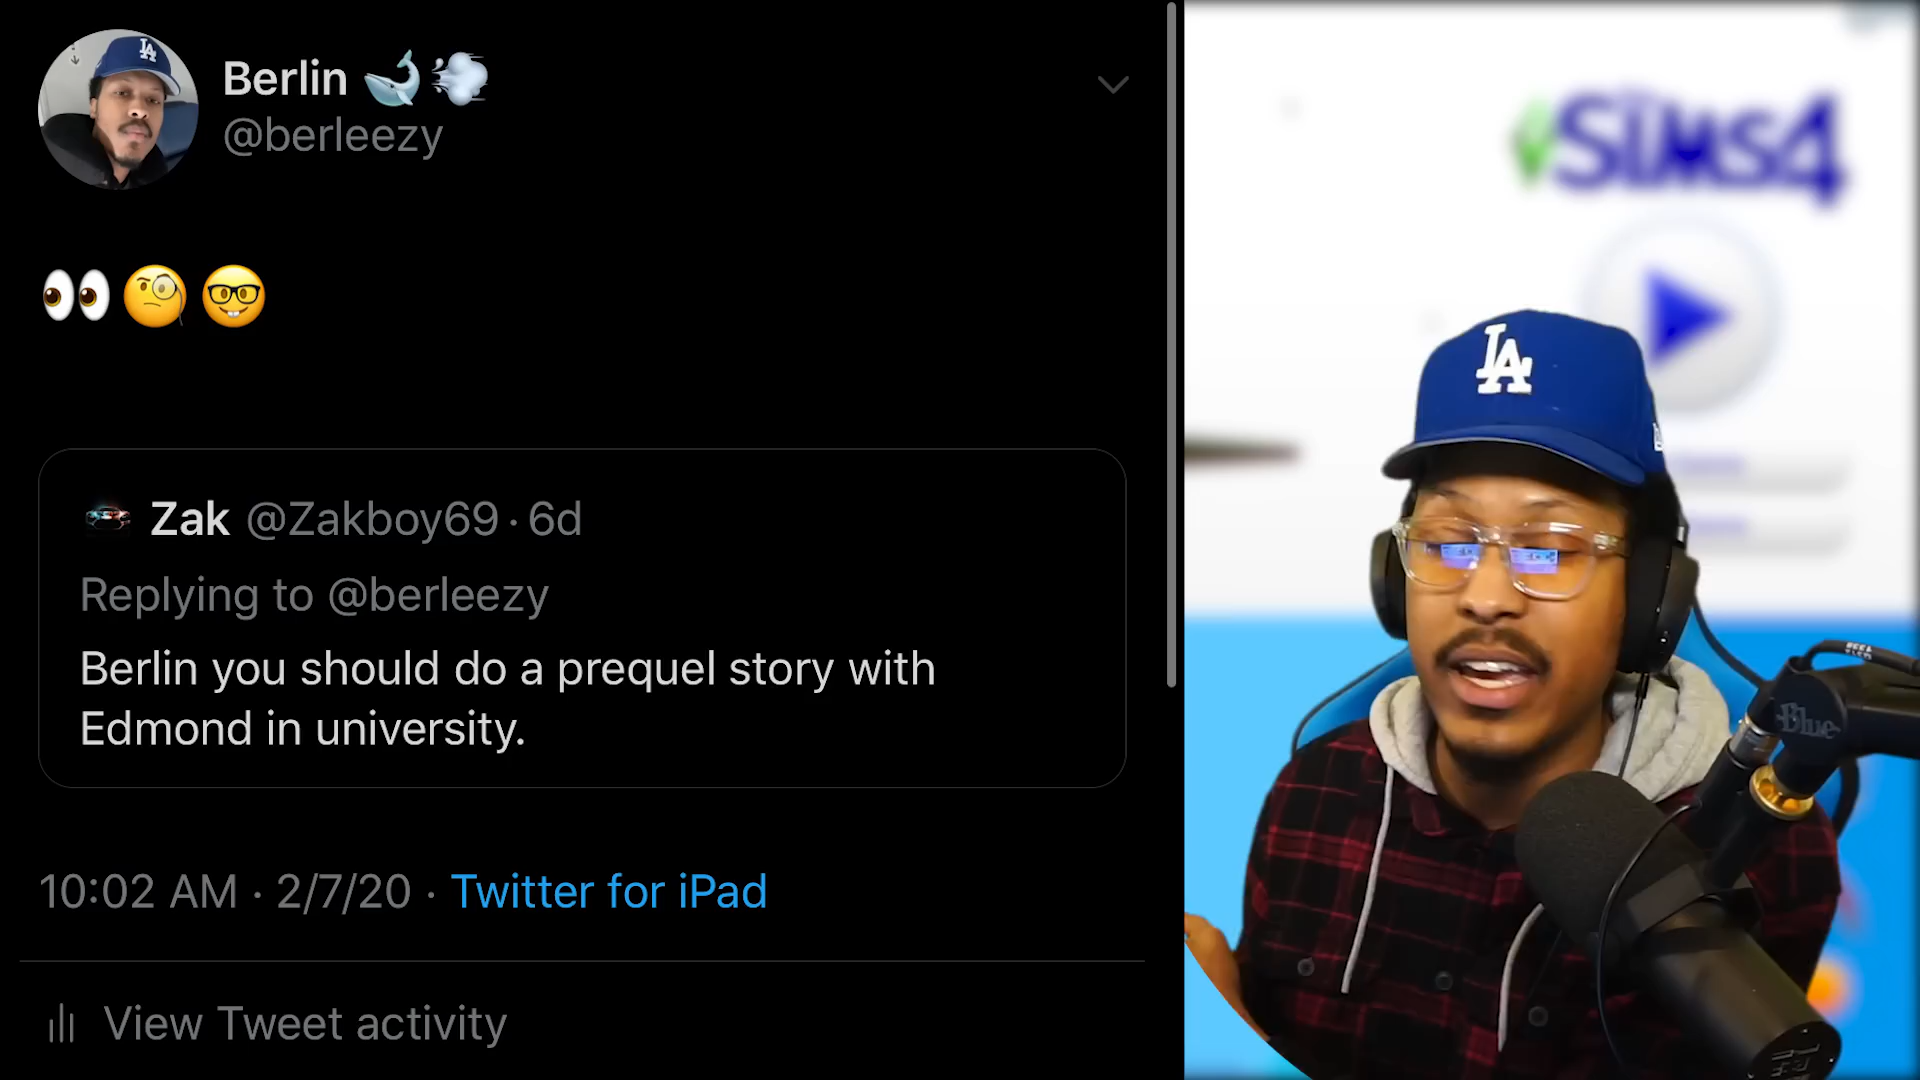 Berlin 🐳💨
@berleezy
👀🧐🤓
Zak @Zakboy69 · 6d
Replying to @berleezy
Berlin you should do a prequel story with
Edmond in university.
10:02 AM · 2/7/20 · Twitter for iPad
View Tweet activity
SIMS4
LA
Blue